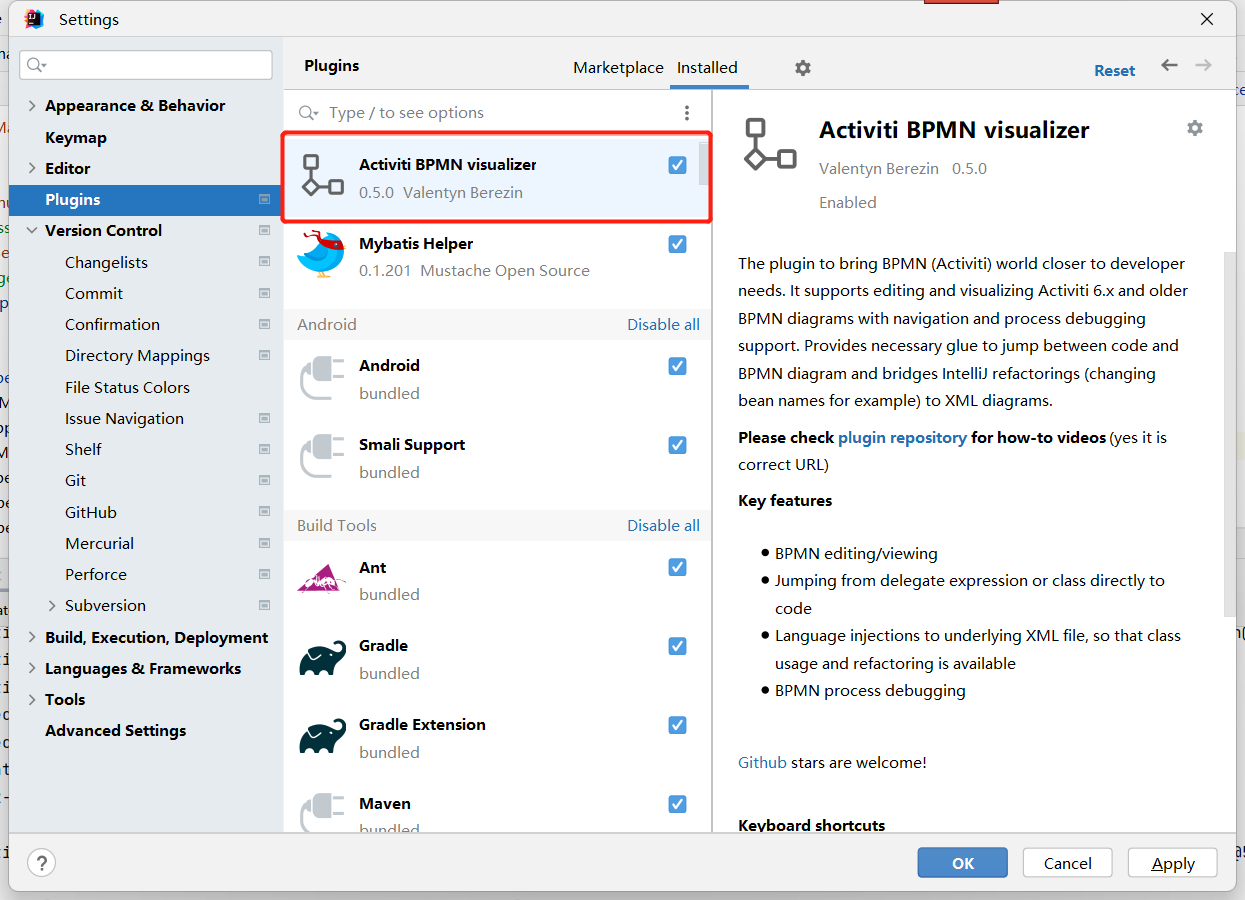 Settings
Appearance & Behavior
Keymap
Editor
Plugins
Version Control
Changelists
Commit
Confirmation
Directory Mappings
File Status Colors
Issue Navigation
Shelf
Git
GitHub
Mercurial
Perforce
Subversion
Build, Execution, Deployment
Languages & Frameworks
Tools
Advanced Settings
Plugins
Marketplace Installed
Reset
Type / to see options
Activiti BPMN visualizer
0.5.0 Valentyn Berezin
Mybatis Helper
0.1.201 Mustache Open Source
Android Disable all
Android
bundled
Smali Support
bundled
Build Tools Disable all
Ant
bundled
Gradle
bundled
Gradle Extension
bundled
Maven
bundled
Activiti BPMN visualizer
Valentyn Berezin 0.5.0
Enabled
The plugin to bring BPMN (Activiti) world closer to developer
needs. It supports editing and visualizing Activiti 6.x and older
BPMN diagrams with navigation and process debugging
support. Provides necessary glue to jump between code and
BPMN diagram and bridges IntelliJ refactorings (changing
bean names for example) to XML diagrams.
Please check plugin repository for how-to videos (yes it is
correct URL)
Key features
● BPMN editing/viewing
● Jumping from delegate expression or class directly to
code
● Language injections to underlying XML file, so that class
usage and refactoring is available
● BPMN process debugging
Github stars are welcome!
Keyboard shortcuts
?
OK
Cancel
Apply